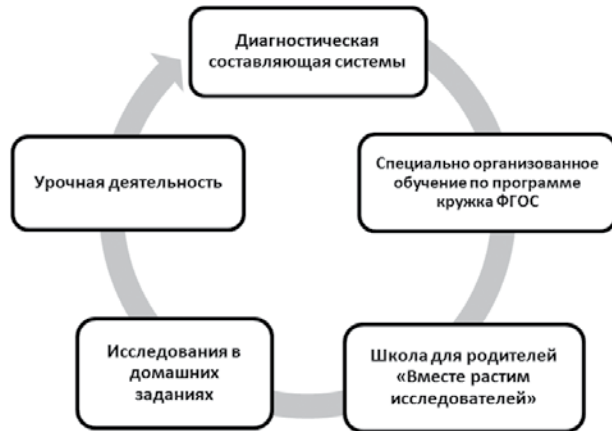 Диагностическая
составляющая системы
Специально организованное
обучение по программе
кружка ФГОС
Школа для родителей
«Вместе растим
исследователей»
Исследования в
домашних
заданиях
Урочная деятельность